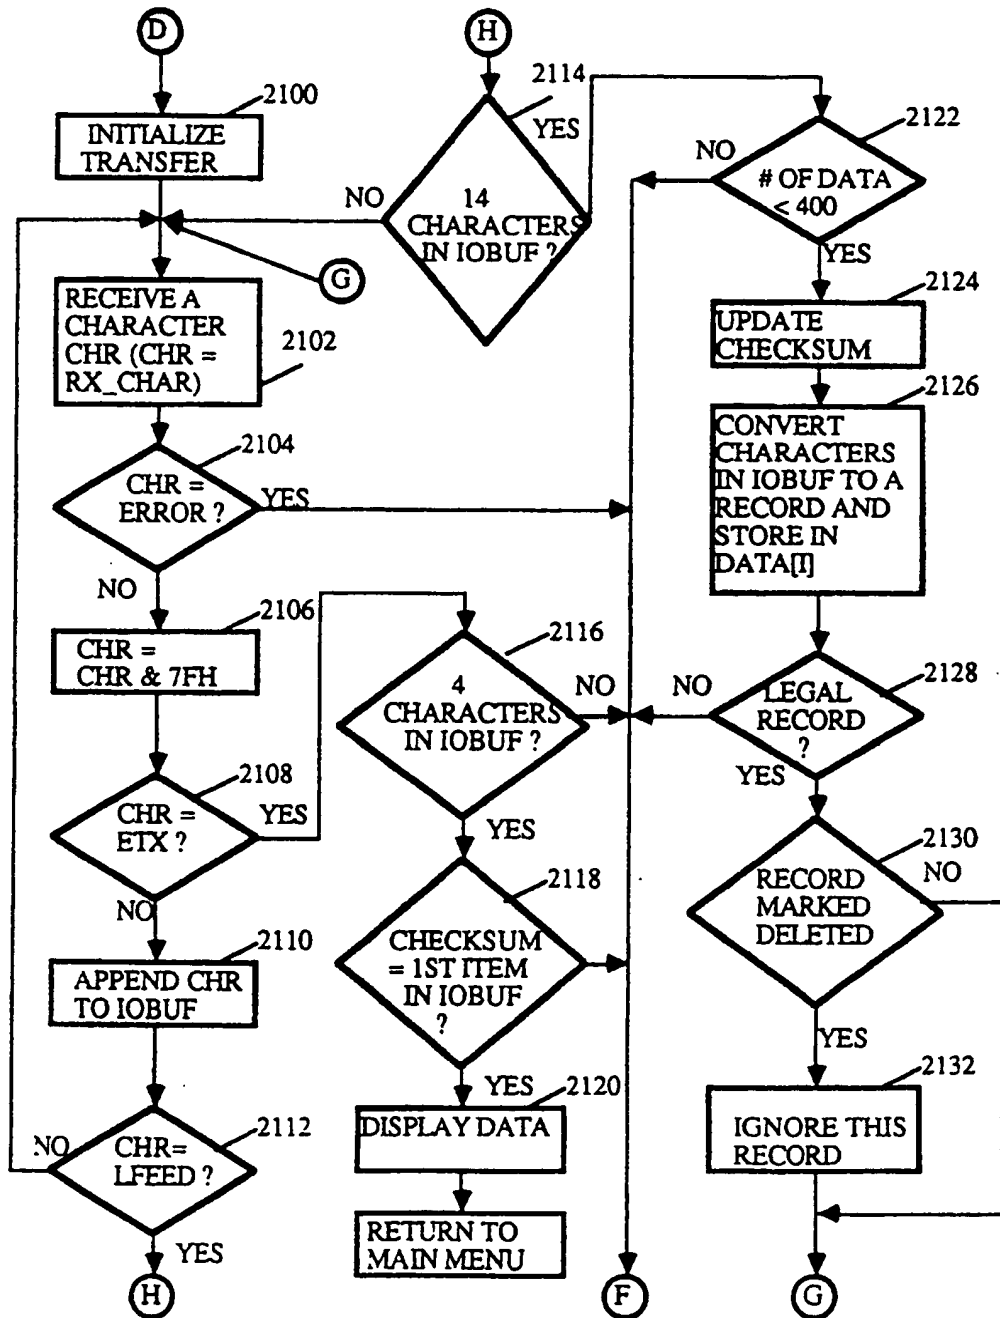 D
2100
INITIALIZE
TRANSFER
G
RECEIVE A
CHARACTER
CHR (CHR =
RX_CHAR)
2102
2104
CHR =
ERROR ?
YES
NO
2106
CHR =
CHR & 7FH
2108
CHR =
ETX ?
YES
NO
2110
APPEND CHR
TO IOBUF
2112
CHR=
LFEED ?
NO
YES
H
H
2114
YES
NO
14
CHARACTERS
IN IOBUF ?
2116
4
CHARACTERS
IN IOBUF ?
NO
YES
2118
CHECKSUM
= 1ST ITEM
IN IOBUF
?
YES
2120
DISPLAY DATA
RETURN TO
MAIN MENU
F
2122
NO
# OF DATA
< 400
YES
2124
UPDATE
CHECKSUM
2126
CONVERT
CHARACTERS
IN IOBUF TO A
RECORD AND
STORE IN
DATA[I]
2128
NO
LEGAL
RECORD
?
YES
2130
NO
RECORD
MARKED
DELETED
YES
2132
IGNORE THIS
RECORD
G